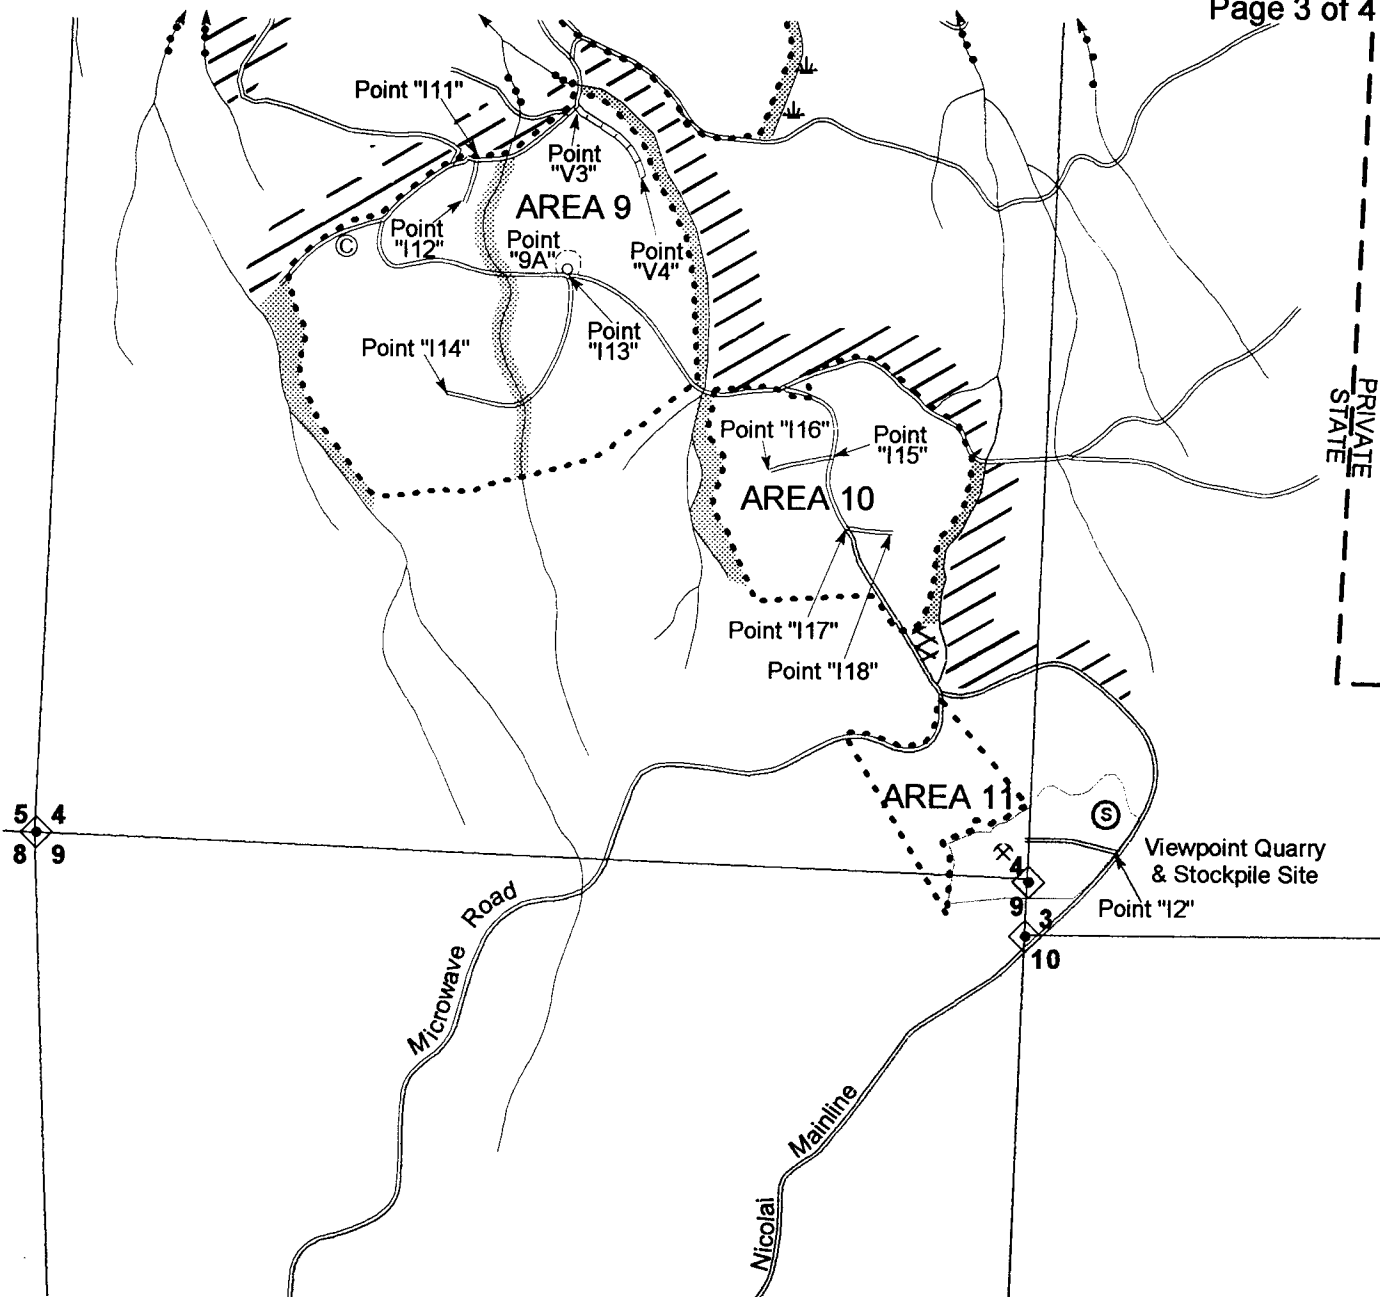 Page 3 of 4
Point "I11"
Point
"V3"
AREA 9
Point
"I12"
Point
"9A"
Point
"V4"
C
Point
"I13"
Point "I14"
PRIVATE
STATE
Point "I16"
Point
"I15"
AREA 10
Point "I17"
Point "I18"
AREA 11
S
5 4
8 9
Viewpoint Quarry
& Stockpile Site
4
9
3
10
Point "I2"
Microwave Road
Nicolai Mainline